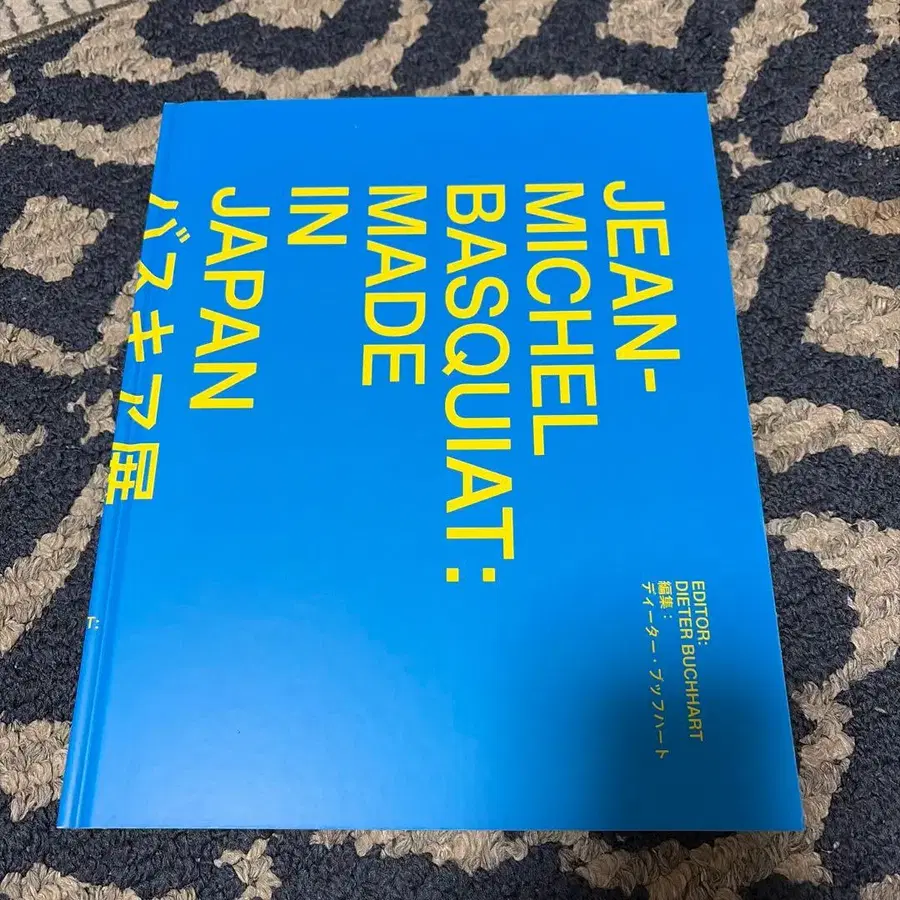 JEAN-
MICHEL
BASQUIAT:
MADE
IN
JAPAN
バスキア展
EDITOR:
DIETER BUCHHART
編集：
ディーター・ブッフハート
T: